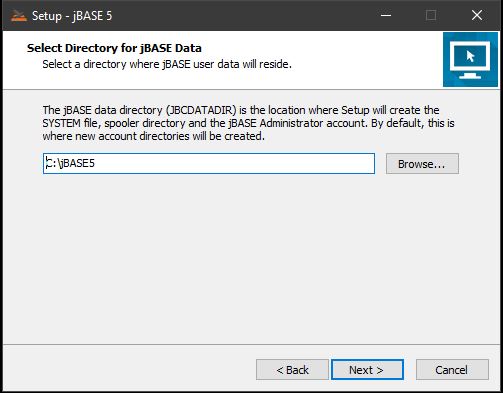 Setup - jBASE 5
Select Directory for jBASE Data
Select a directory where jBASE user data will reside.
The jBASE data directory (JBCDATADIR) is the location where Setup will create the
SYSTEM file, spooler directory and the jBASE Administrator account. By default, this is
where new account directories will be created.
C:\jBASE5
Browse...
< Back
Next >
Cancel